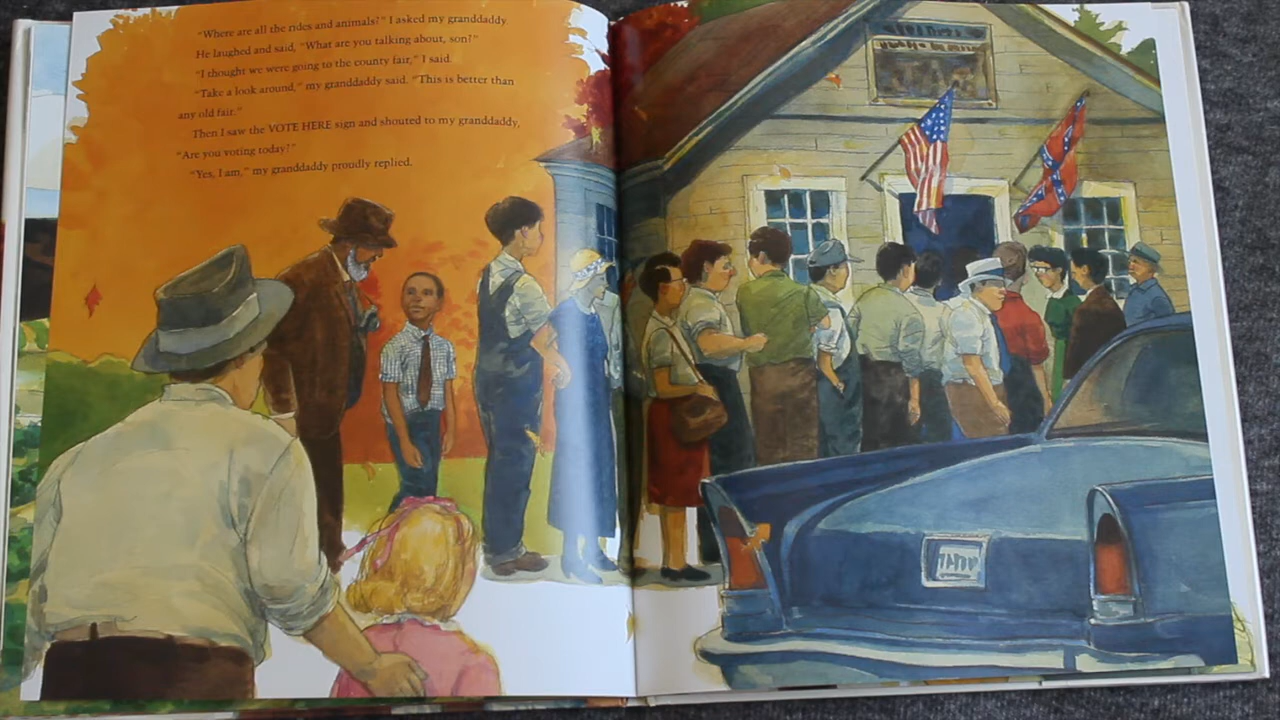 "Where are all the rides and animals?" I asked my granddaddy
He laughed and said, "What are you talking about, son?"
"I thought we were going to the county fair," I said.
"Take a look around," my granddaddy said. "This is better than
any old fair."
Then I saw the VOTE HERE sign and shouted to my granddaddy,
"Are you voting today?"
"Yes, I am," my granddaddy proudly replied.